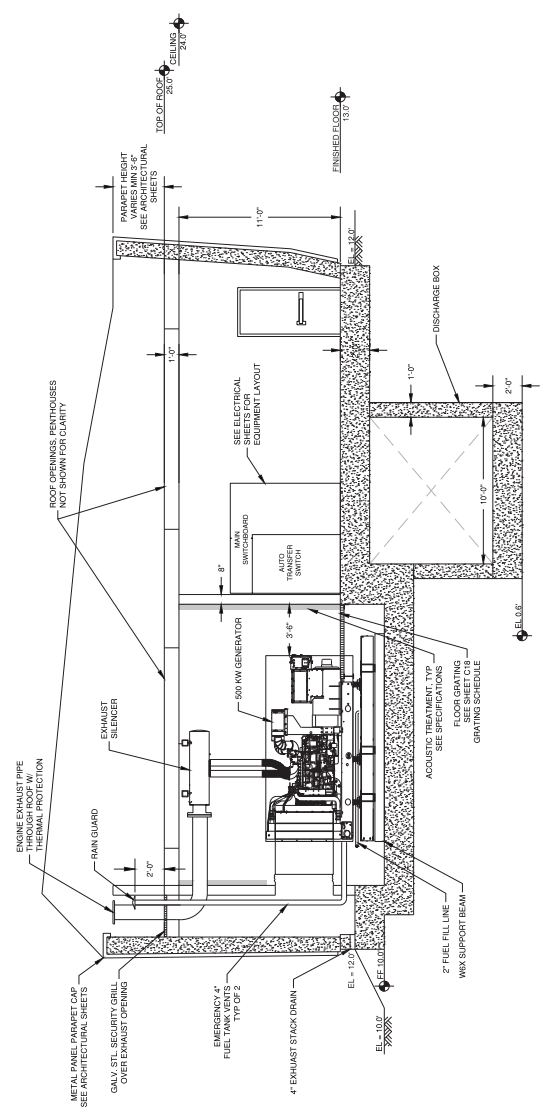 CEILING
24.0'
TOP OF ROOF
25.0'
FINISHED FLOOR
13.0'
PARAPET HEIGHT
VARIES MIN 3'-6"
SEE ARCHITECTURAL
SHEETS
11'-0"
EL = 12.0'
1'-0"
ROOF OPENINGS, PENTHOUSES
NOT SHOWN FOR CLARITY
SEE ELECTRICAL
SHEETS FOR
EQUIPMENT LAYOUT
DISCHARGE BOX
1'-0"
2'-0"
10'-0"
EL 0.6'
MAIN
SWITCHBOARD
AUTO
TRANSFER
SWITCH
8"
3'-6"
500 KW GENERATOR
EXHAUST
SILENCER
ACOUSTIC TREATMENT, TYP
SEE SPECIFICATIONS
FLOOR GRATING
SEE SHEET C18
GRATING SCHEDULE
ENGINE EXHAUST PIPE
THROUGH ROOF W/
THERMAL PROTECTION
RAIN GUARD
2'-0"
METAL PANEL PARAPET CAP
SEE ARCHITECTURAL SHEETS
GALV. STL. SECURITY GRILL
OVER EXHAUST OPENING
EMERGENCY 4"
FUEL TANK VENTS
TYP OF 2
4" EXHUAST STACK DRAIN
2" FUEL FILL LINE
W6X SUPPORT BEAM
EL = 12.0'
FF 10.0'
EL = 10.0'